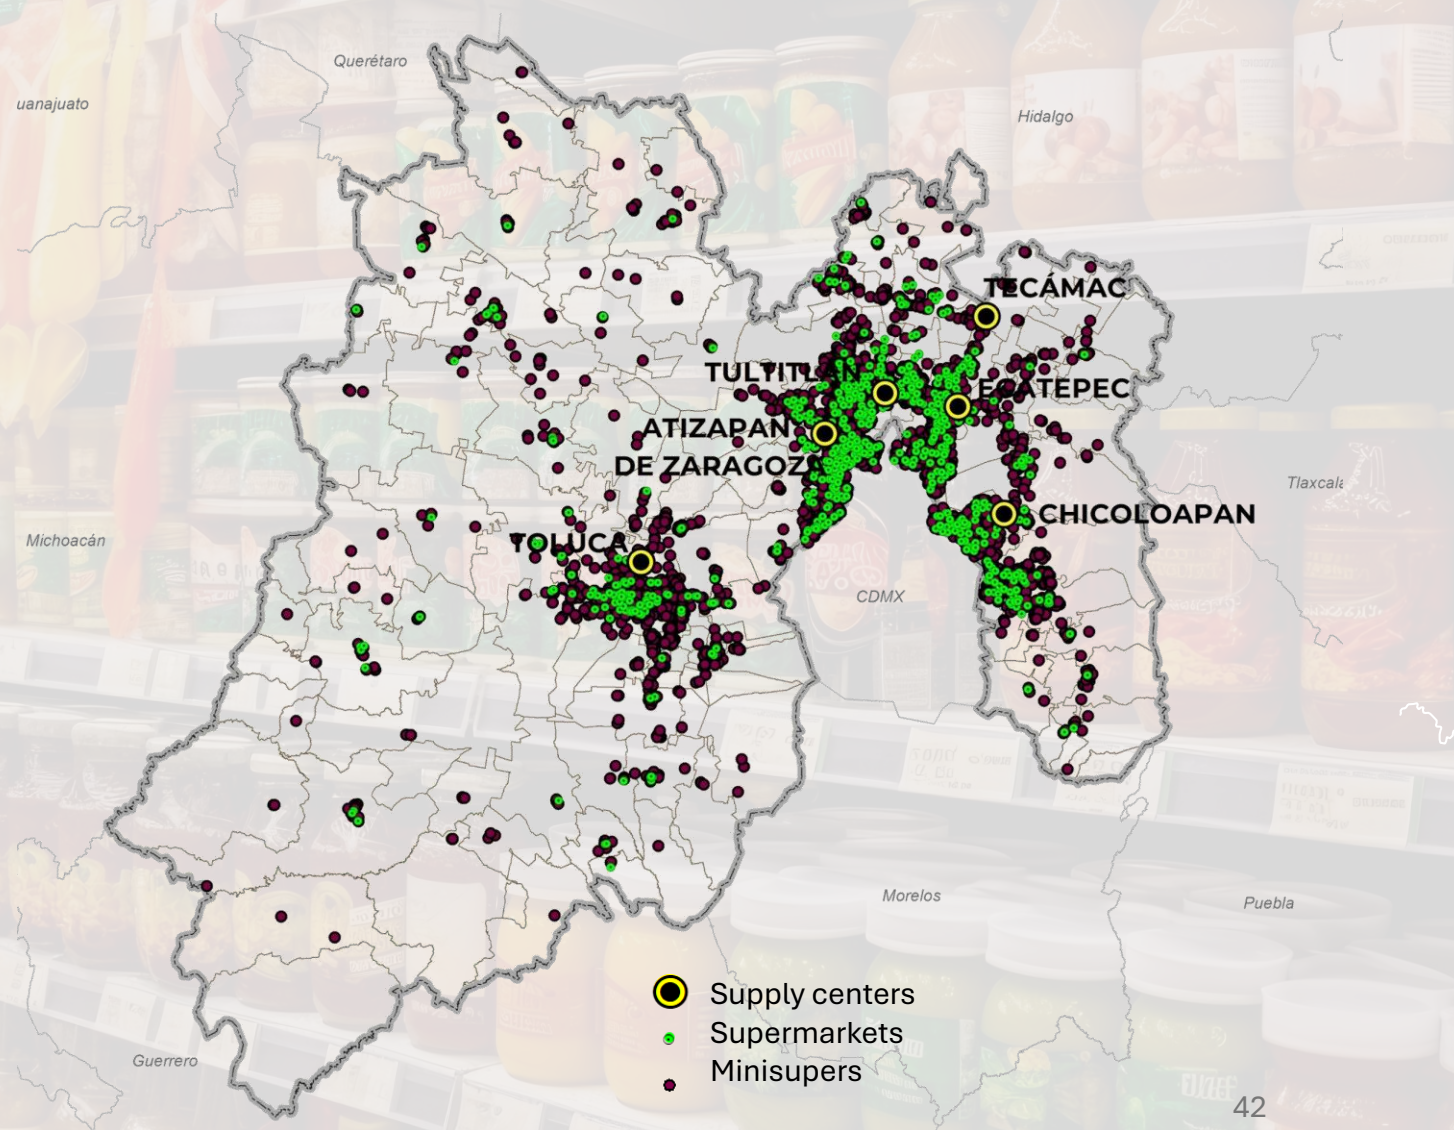 Querétaro
uanajuato
Hidalgo
TECÁMAC
TULTITLÁN
ECATEPEC
ATIZAPAN
DE ZARAGOZA
Tlaxcala
CHICOLOAPAN
Michoacán
TOLUCA
CDMX
Morelos
Puebla
Supply centers
Supermarkets
Guerrero
Minisupers
42